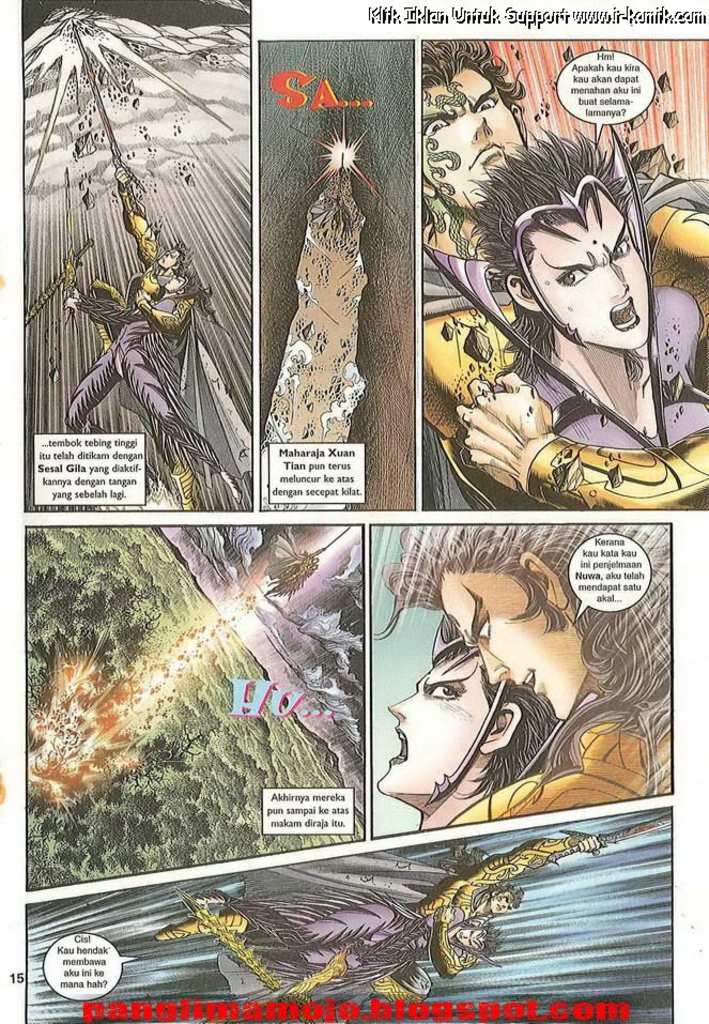 Klik Iklan Untuk Support www.ir-komik.com
...tembok tebing tinggi
itu telah ditikam dengan
Sesal Gila yang diaktif-
kannya dengan tangan
yang sebelah lagi.
SA...
Maharaja Xuan
Tian pun terus
meluncur ke atas
dengan secepat kilat.
Hm!
Apakah kau kira
kau akan dapat
menahan aku ini
buat selama-
lamanya?
HU...
Akhirnya mereka
pun sampai ke atas
makam diraja itu.
Kerana
kau kata kau
ini penjelmaan
Nuwa, aku telah
mendapat satu
akal...
Cis!
Kau hendak
membawa
aku ini ke
mana hah?
15
panglimamojo.blogspot.com